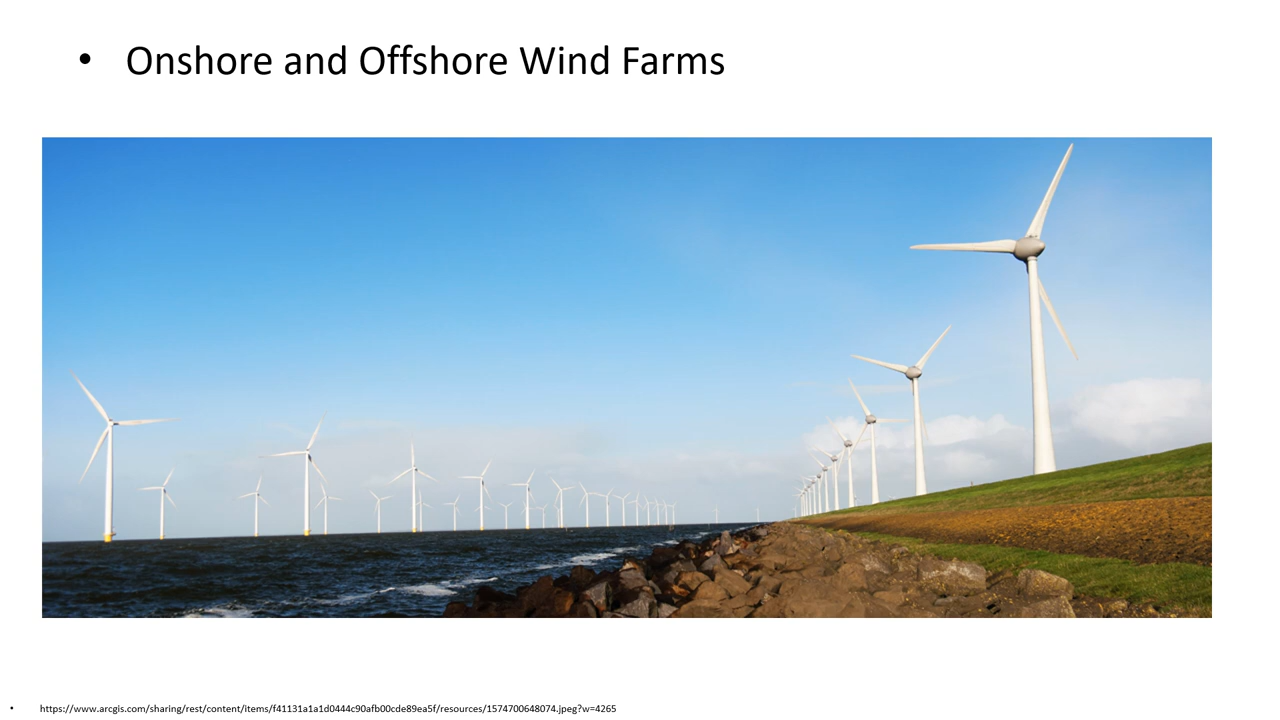 • Onshore and Offshore Wind Farms
• https://www.arcgis.com/sharing/rest/content/items/f41131a1a1d0444c90afb00cde89ea5f/resources/1574700648074.jpeg?w=4265